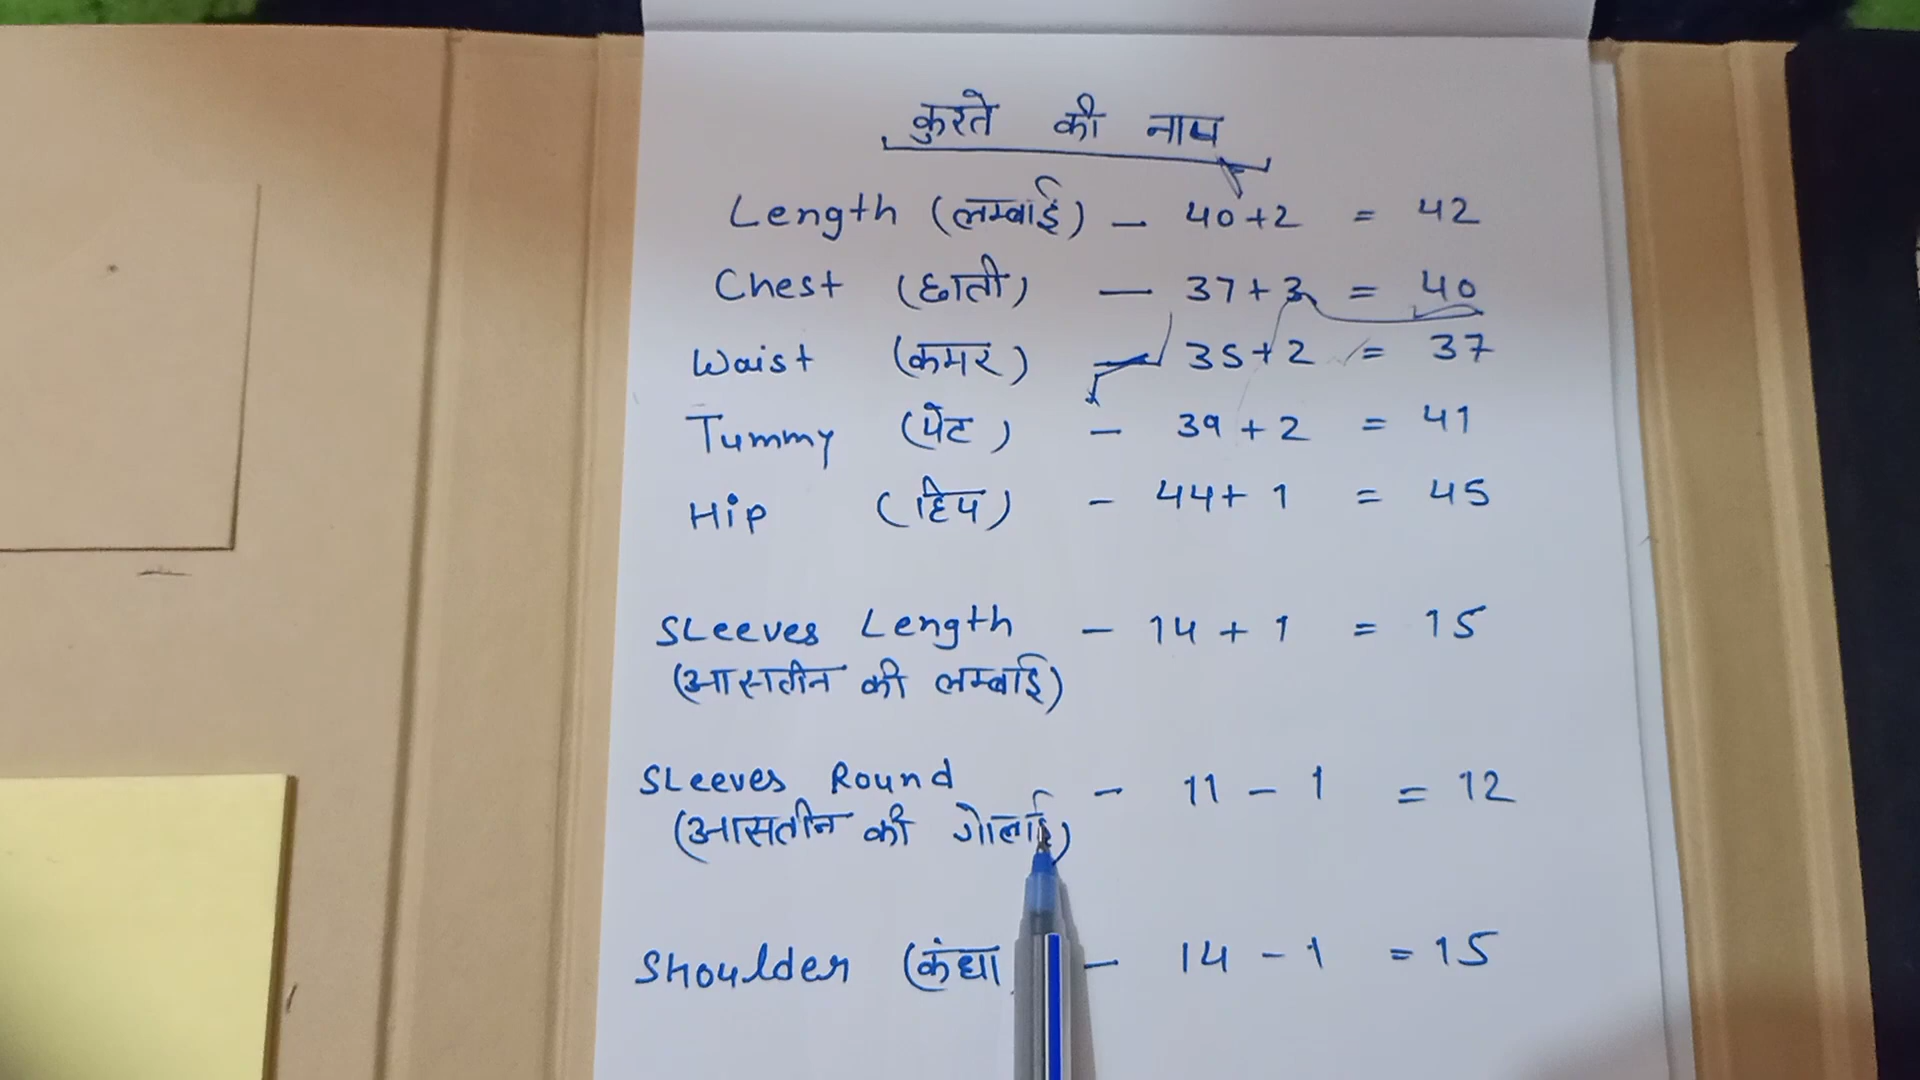 कुरते की नाप
Length (लम्बाई) - 40+2 = 42
Chest (छाती) - 37+3 = 40
Waist (कमर) - 35+2 = 37
Tummy (पेट) - 39+2 = 41
Hip (हिप) - 44+1 = 45
Sleeves Length - 14+1 = 15
(आसतीन की लम्बाई)
Sleeves Round - 11 - 1 = 12
(आसतीन की गोलाई)
Shoulder (कंधा - 14 - 1 = 15